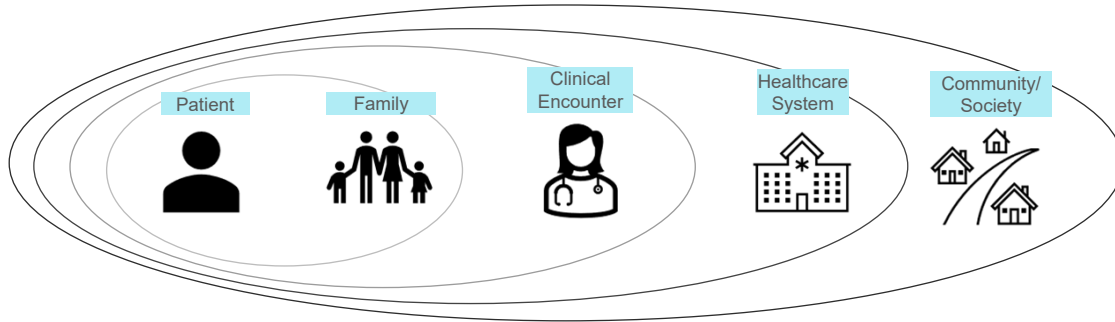 Patient
Family
Clinical
Encounter
Healthcare
System
Community/
Society